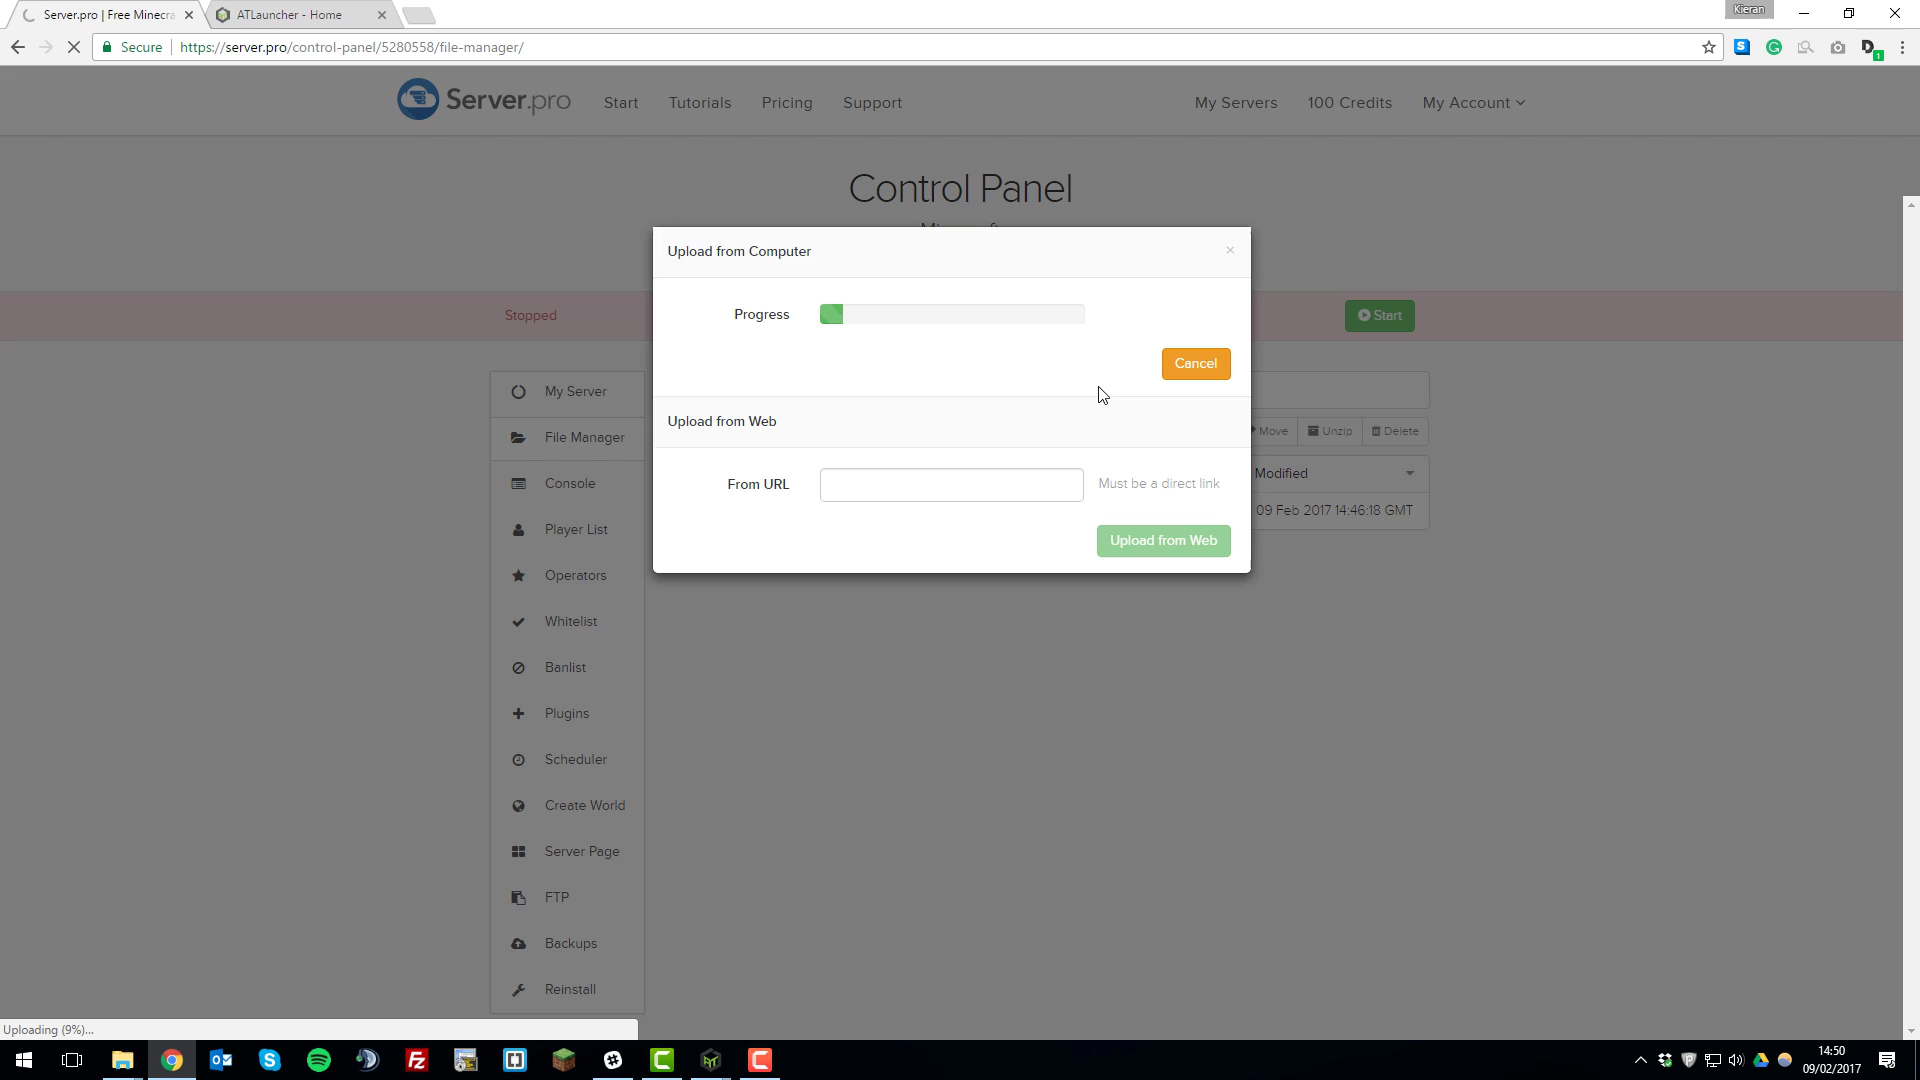 Server.pro | Free Minecra
ATLauncher - Home
Kieran
Secure
https://server.pro/control-panel/5280558/file-manager/
1
Server.pro
Start
Tutorials
Pricing
Support
My Servers
100 Credits
My Account
Control Panel
Upload from Computer
Progress
Stopped
Start
Cancel
My Server
Upload from Web
Move
Unzip
Delete
File Manager
Modified
From URL
Must be a direct link
Console
09 Feb 2017 14:46:18 GMT
Player List
Upload from Web
Operators
Whitelist
Banlist
Plugins
Scheduler
Create World
Server Page
FTP
Backups
Reinstall
Uploading (9%)...
14:50
09/02/2017